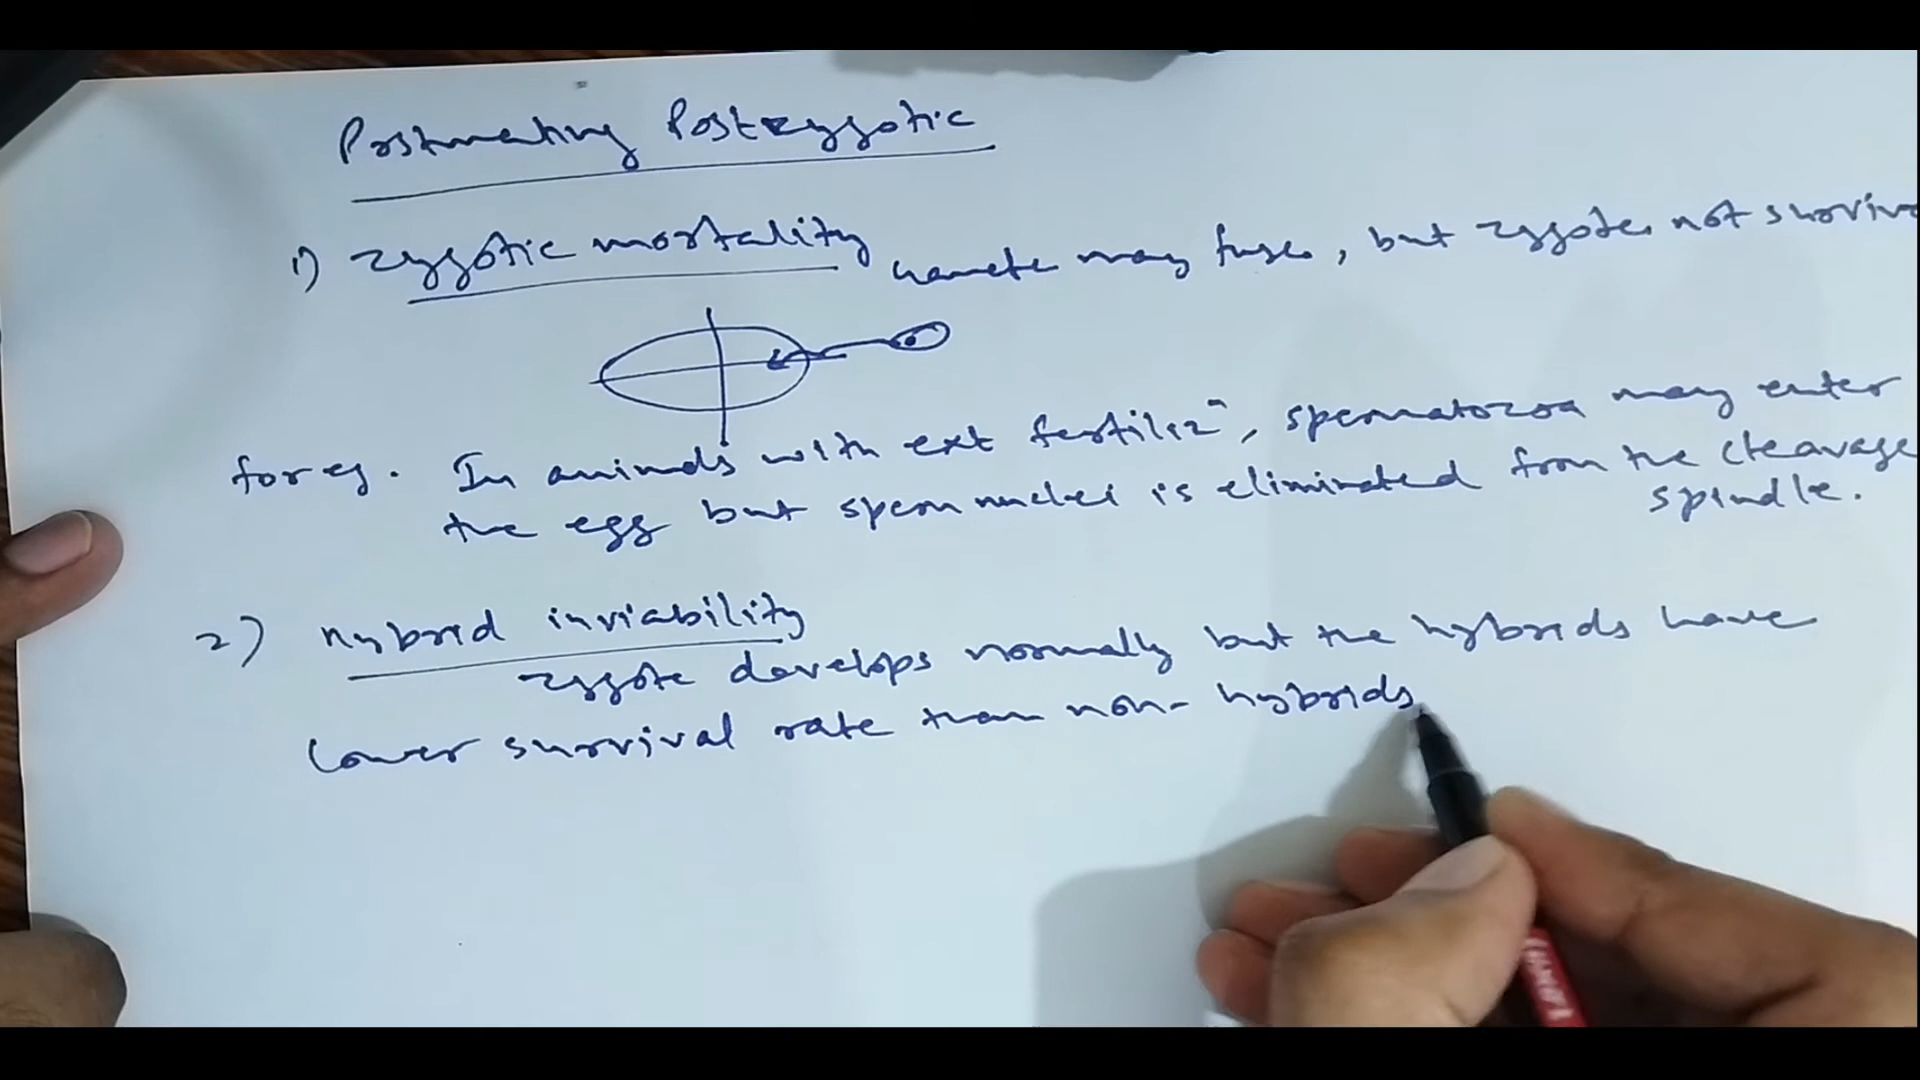 Postmating Postzygotic
1) Zygotic mortality
Gamete may fuse, but zygote not surviv
for eg. In animals with ext fertiliz-, spermatozoa may enter
the egg but sperm nuclei is eliminated from the cleavage
spindle.
2) Hybrid inviability
Zygote develops normally but the hybrids have
lower survival rate than non-hybrids